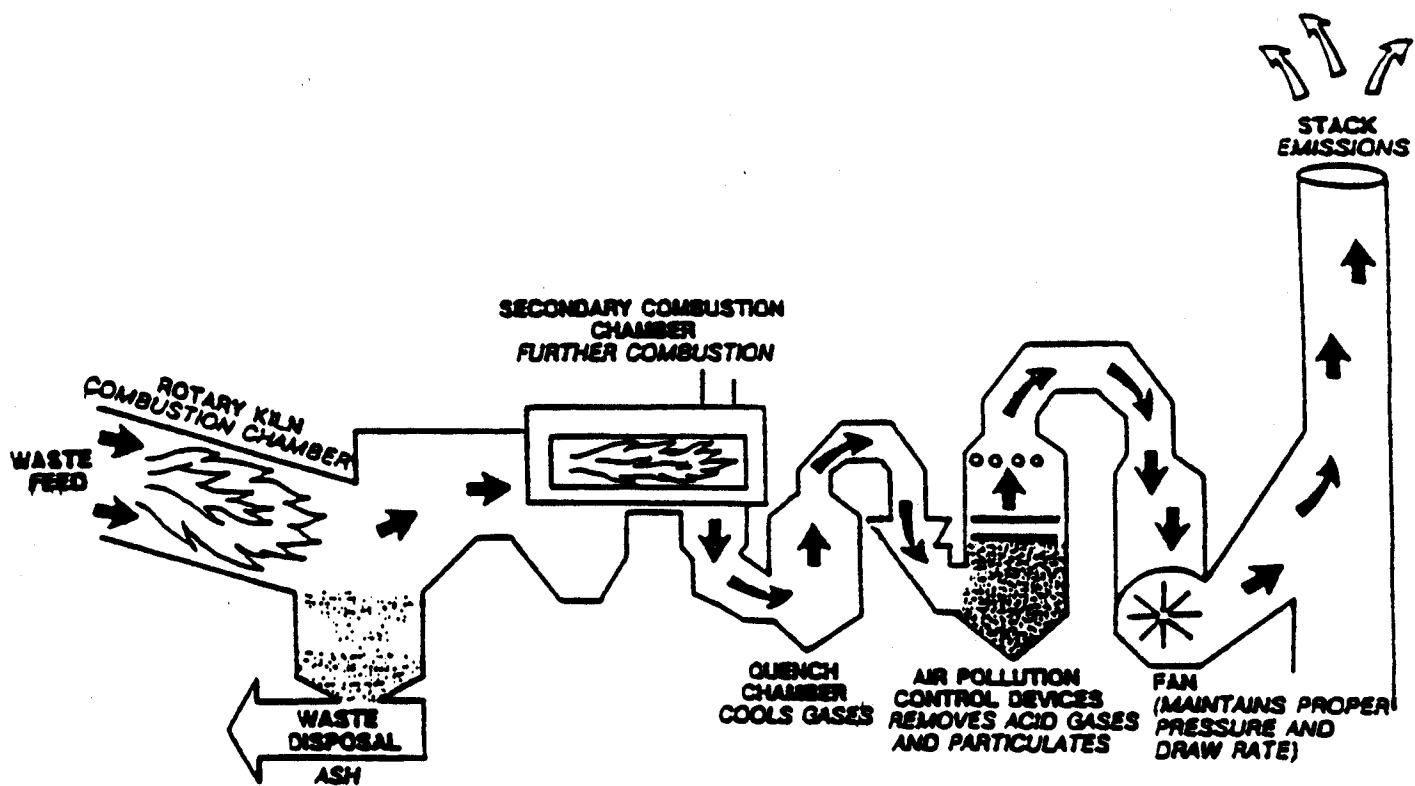 STACK
EMISSIONS
SECONDARY COMBUSTION
CHAMBER
FURTHER COMBUSTION
ROTARY KILN
COMBUSTION CHAMBER
WASTE
FEED
QUENCH
CHAMBER
COOLS GASES
AIR POLLUTION
CONTROL DEVICES
REMOVES ACID GASES
AND PARTICULATES
FAN
(MAINTAINS PROPER
PRESSURE AND
DRAW RATE)
WASTE
DISPOSAL
ASH